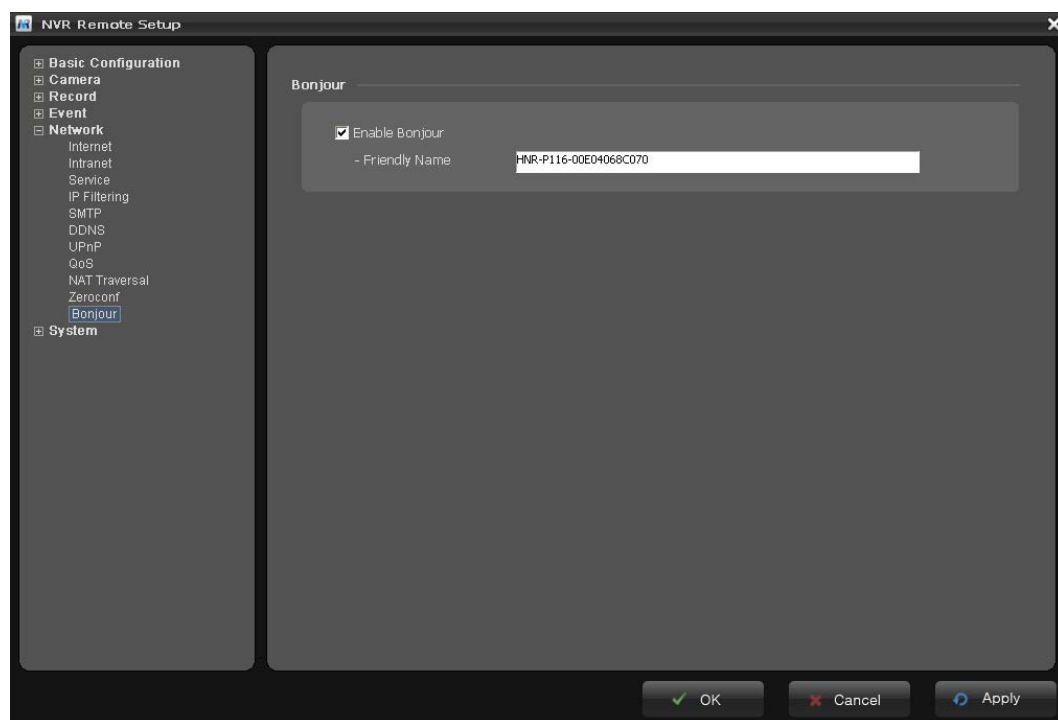 NVR Remote Setup
Basic Configuration
Camera
Record
Event
Network
Internet
Intranet
Service
IP Filtering
SMTP
DDNS
UPnP
QoS
NAT Traversal
Zeroconf
Bonjour
System
Bonjour
Enable Bonjour
- Friendly Name
HNR-P116-00E04068C070
OK
Cancel
Apply